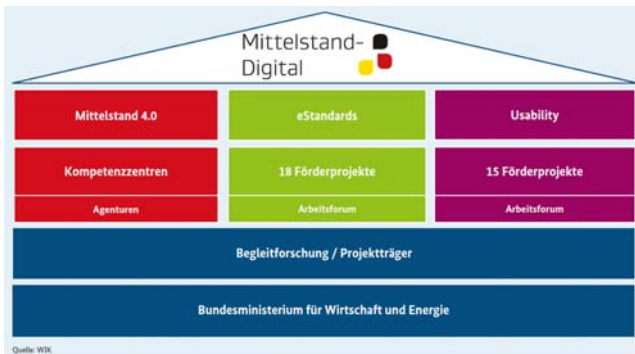 Mittelstand-
Digital
Mittelstand 4.0
eStandards
Usability
Kompetenzzentren
18 Förderprojekte
15 Förderprojekte
Agenturen
Arbeitsforum
Arbeitsforum
Begleitforschung / Projektträger
Bundesministerium für Wirtschaft und Energie
Quelle: WIK